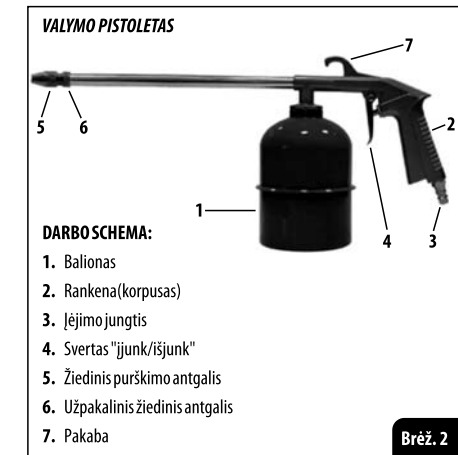 VALYMO PISTOLETAS
7
5
6
2
1
4
3
DARBO SCHEMA:
1. Balionas
2. Rankena(korpusas)
3. Įėjimo jungtis
4. Svertas "įjunk/išjunk"
5. Žiedinis purškimo antgalis
6. Užpakalinis žiedinis antgalis
7. Pakaba
Brėž. 2